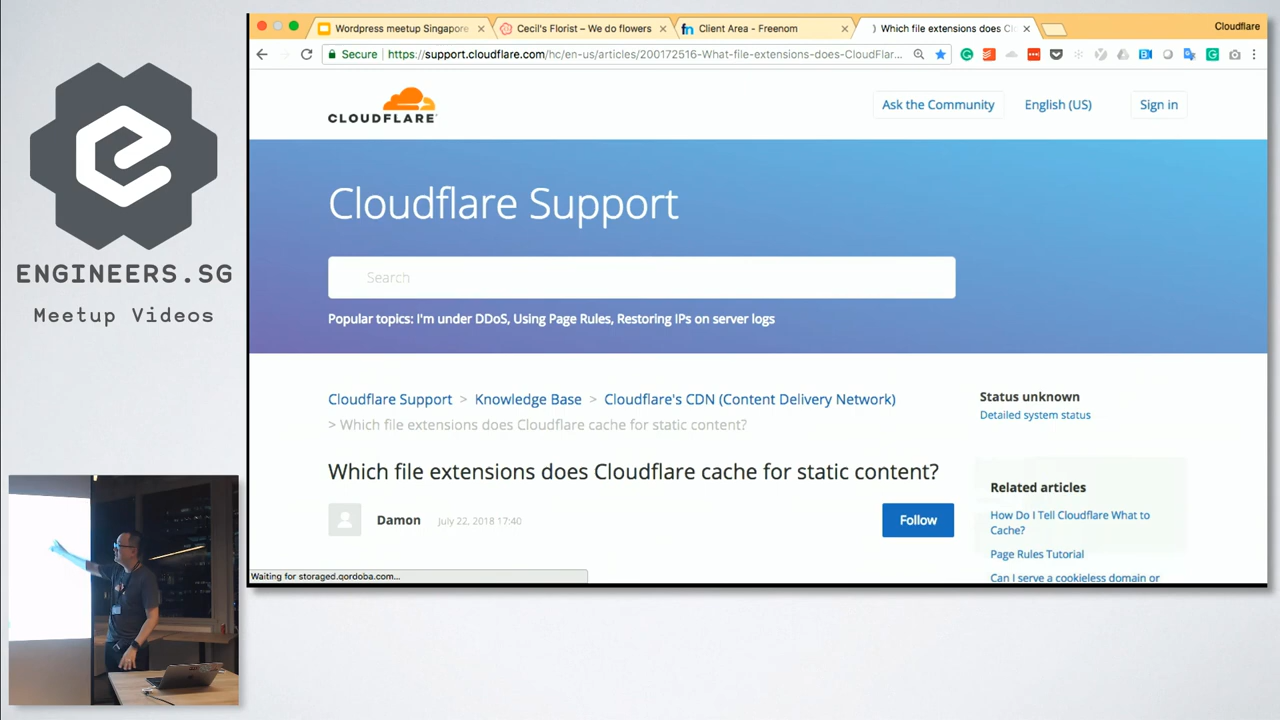 ENGINEERS.SG
Meetup Videos
Wordpress meetup Singapore
Cecil's Florist – We do flowers
Client Area - Freenom
Which file extensions does Cl
Cloudflare
Secure
https://support.cloudflare.com/hc/en-us/articles/200172516-What-file-extensions-does-CloudFlar...
CLOUDFLARE
Ask the Community
English (US)
Sign in
Cloudflare Support
Search
Popular topics: I'm under DDoS, Using Page Rules, Restoring IPs on server logs
Cloudflare Support > Knowledge Base > Cloudflare's CDN (Content Delivery Network)
> Which file extensions does Cloudflare cache for static content?
Which file extensions does Cloudflare cache for static content?
Damon
July 22, 2018 17:40
Follow
Status unknown
Detailed system status
Related articles
How Do I Tell Cloudflare What to
Cache?
Page Rules Tutorial
Can I serve a cookieless domain or
Waiting for storaged.qordoba.com...